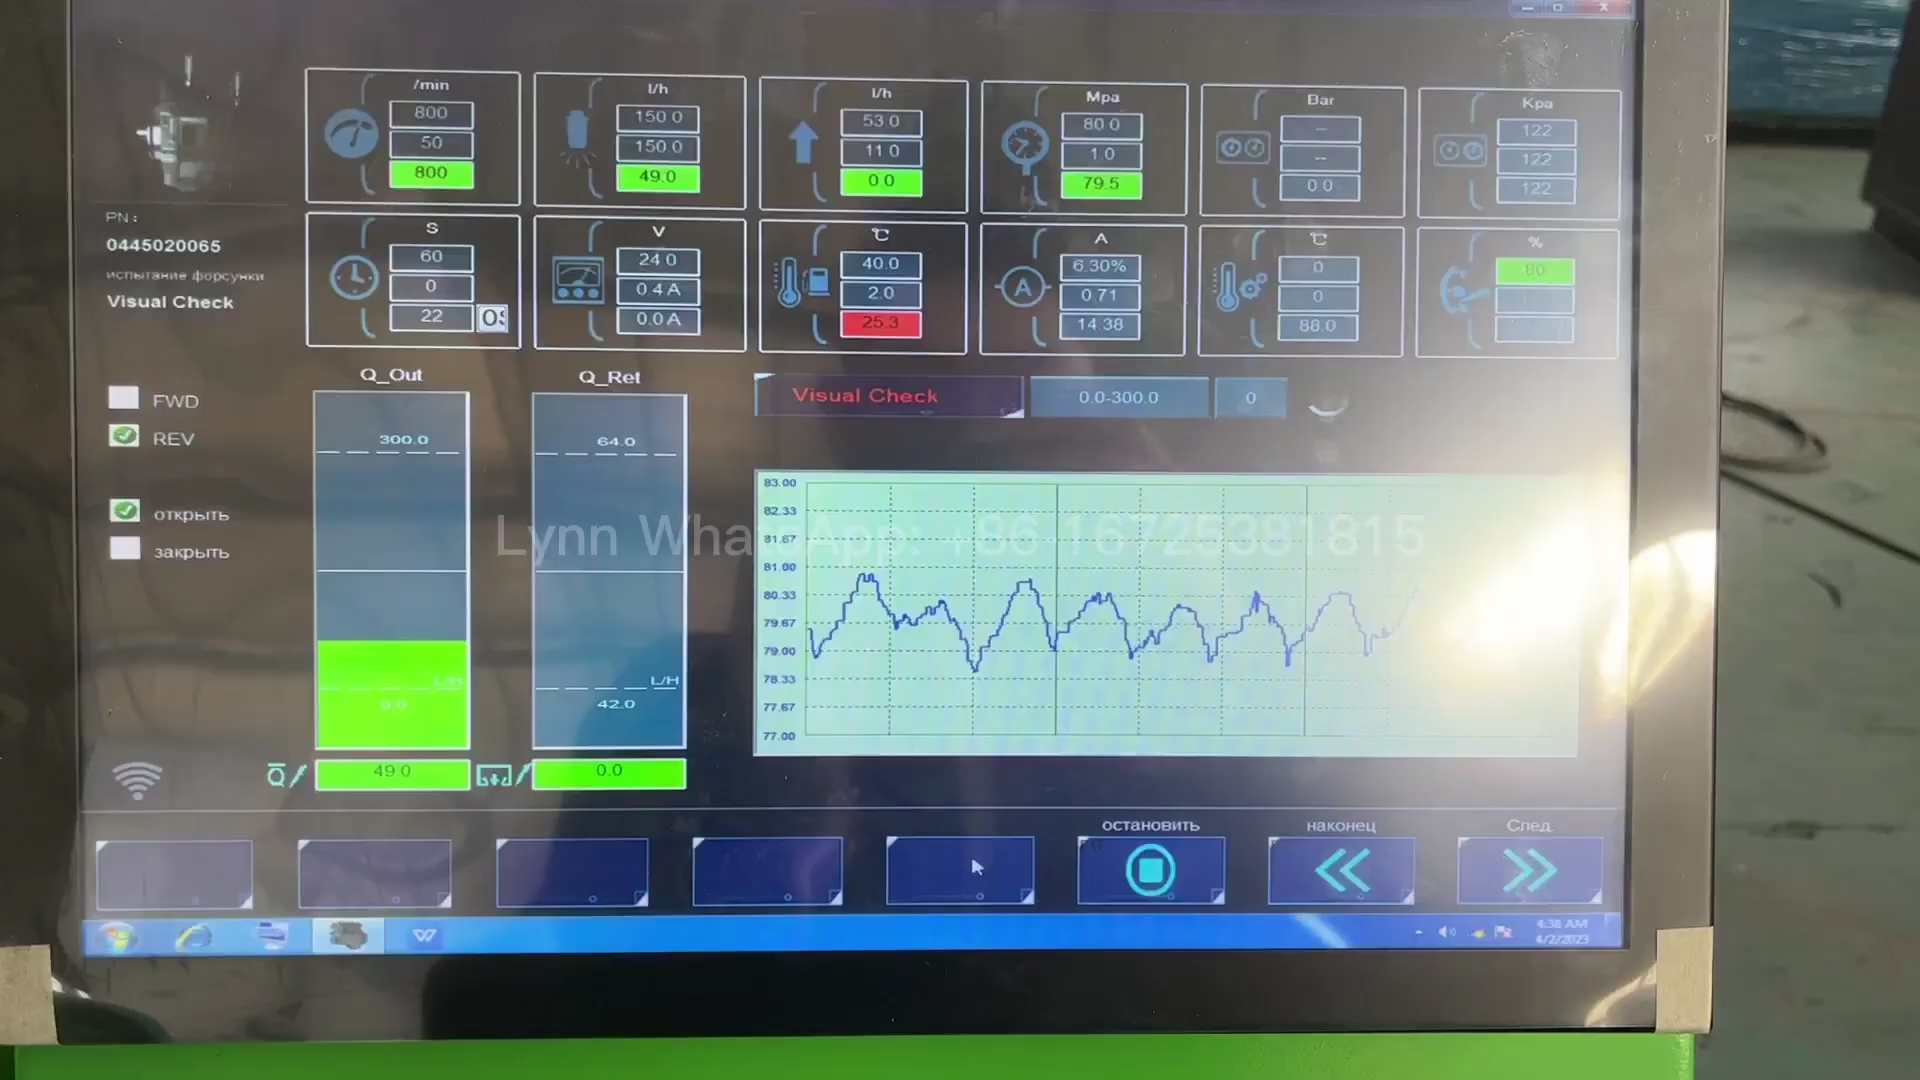 /min
800
50
800
l/h
150.0
150.0
49.0
l/h
53.0
11.0
0.0
Mpa
80.0
1.0
79.5
Bar
--
--
0.0
Kpa
122
122
122
PN:
0445020065
испытание форсунки
Visual Check
S
60
0
22
V
24.0
0.4 A
0.0 A
°C
40.0
2.0
25.3
A
6.30%
0.71
14.38
°C
0
0
88.0
%
80
FWD
REV
открыть
закрыть
Q_Out
300.0
L/H
0.0
49.0
Q_Ret
64.0
L/H
42.0
0.0
Visual Check
0.0-300.0
0
83.00
82.33
81.67
81.00
80.33
79.67
79.00
78.33
77.67
77.00
Lynn WhatsApp: +86 16725381815
остановить
наконец
След.
4:38 AM
4/2/2023